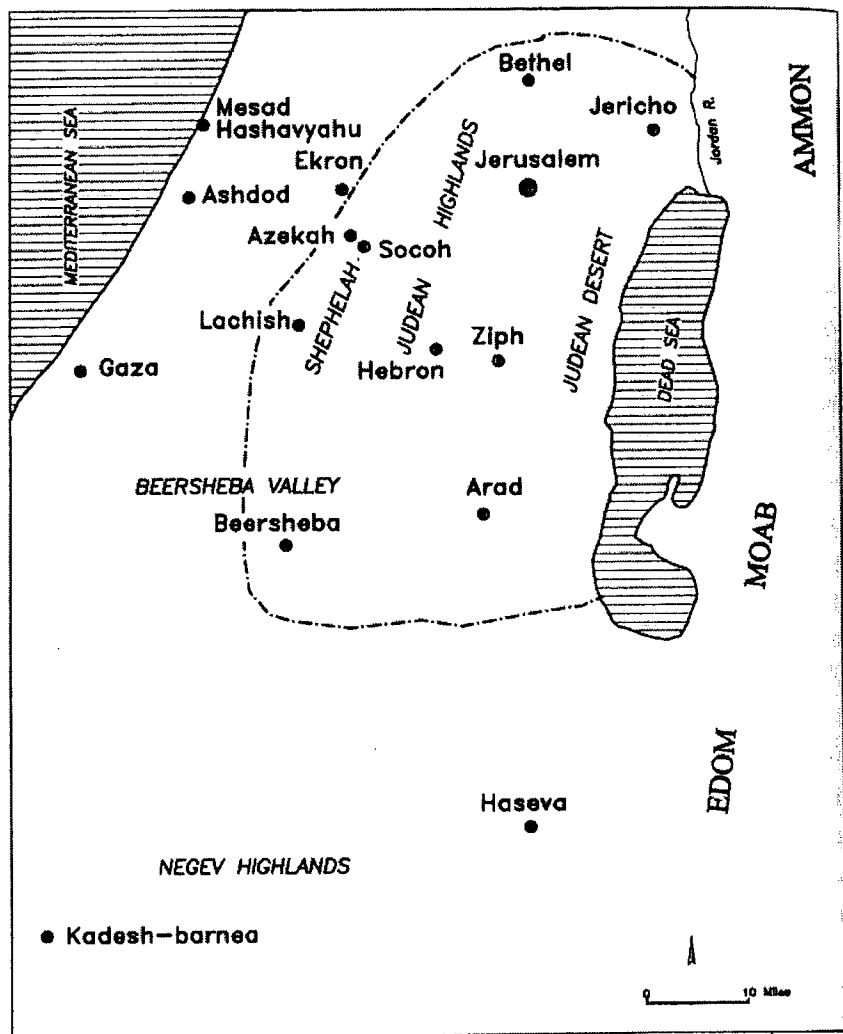 Bethel
Mesad
Hashavyahu
Jericho
Jordan R.
AMMON
MEDITERRANEAN SEA
Ekron
HIGHLANDS
Jerusalem
Ashdod
Azekah
Socoh
SHEPHELAH
JUDEAN
JUDEAN DESERT
Lachish
Ziph
DEAD SEA
Gaza
Hebron
BEERSHEBA VALLEY
Arad
Beersheba
MOAB
EDOM
Haseva
NEGEV HIGHLANDS
Kadesh-barnea
0 10 Miles